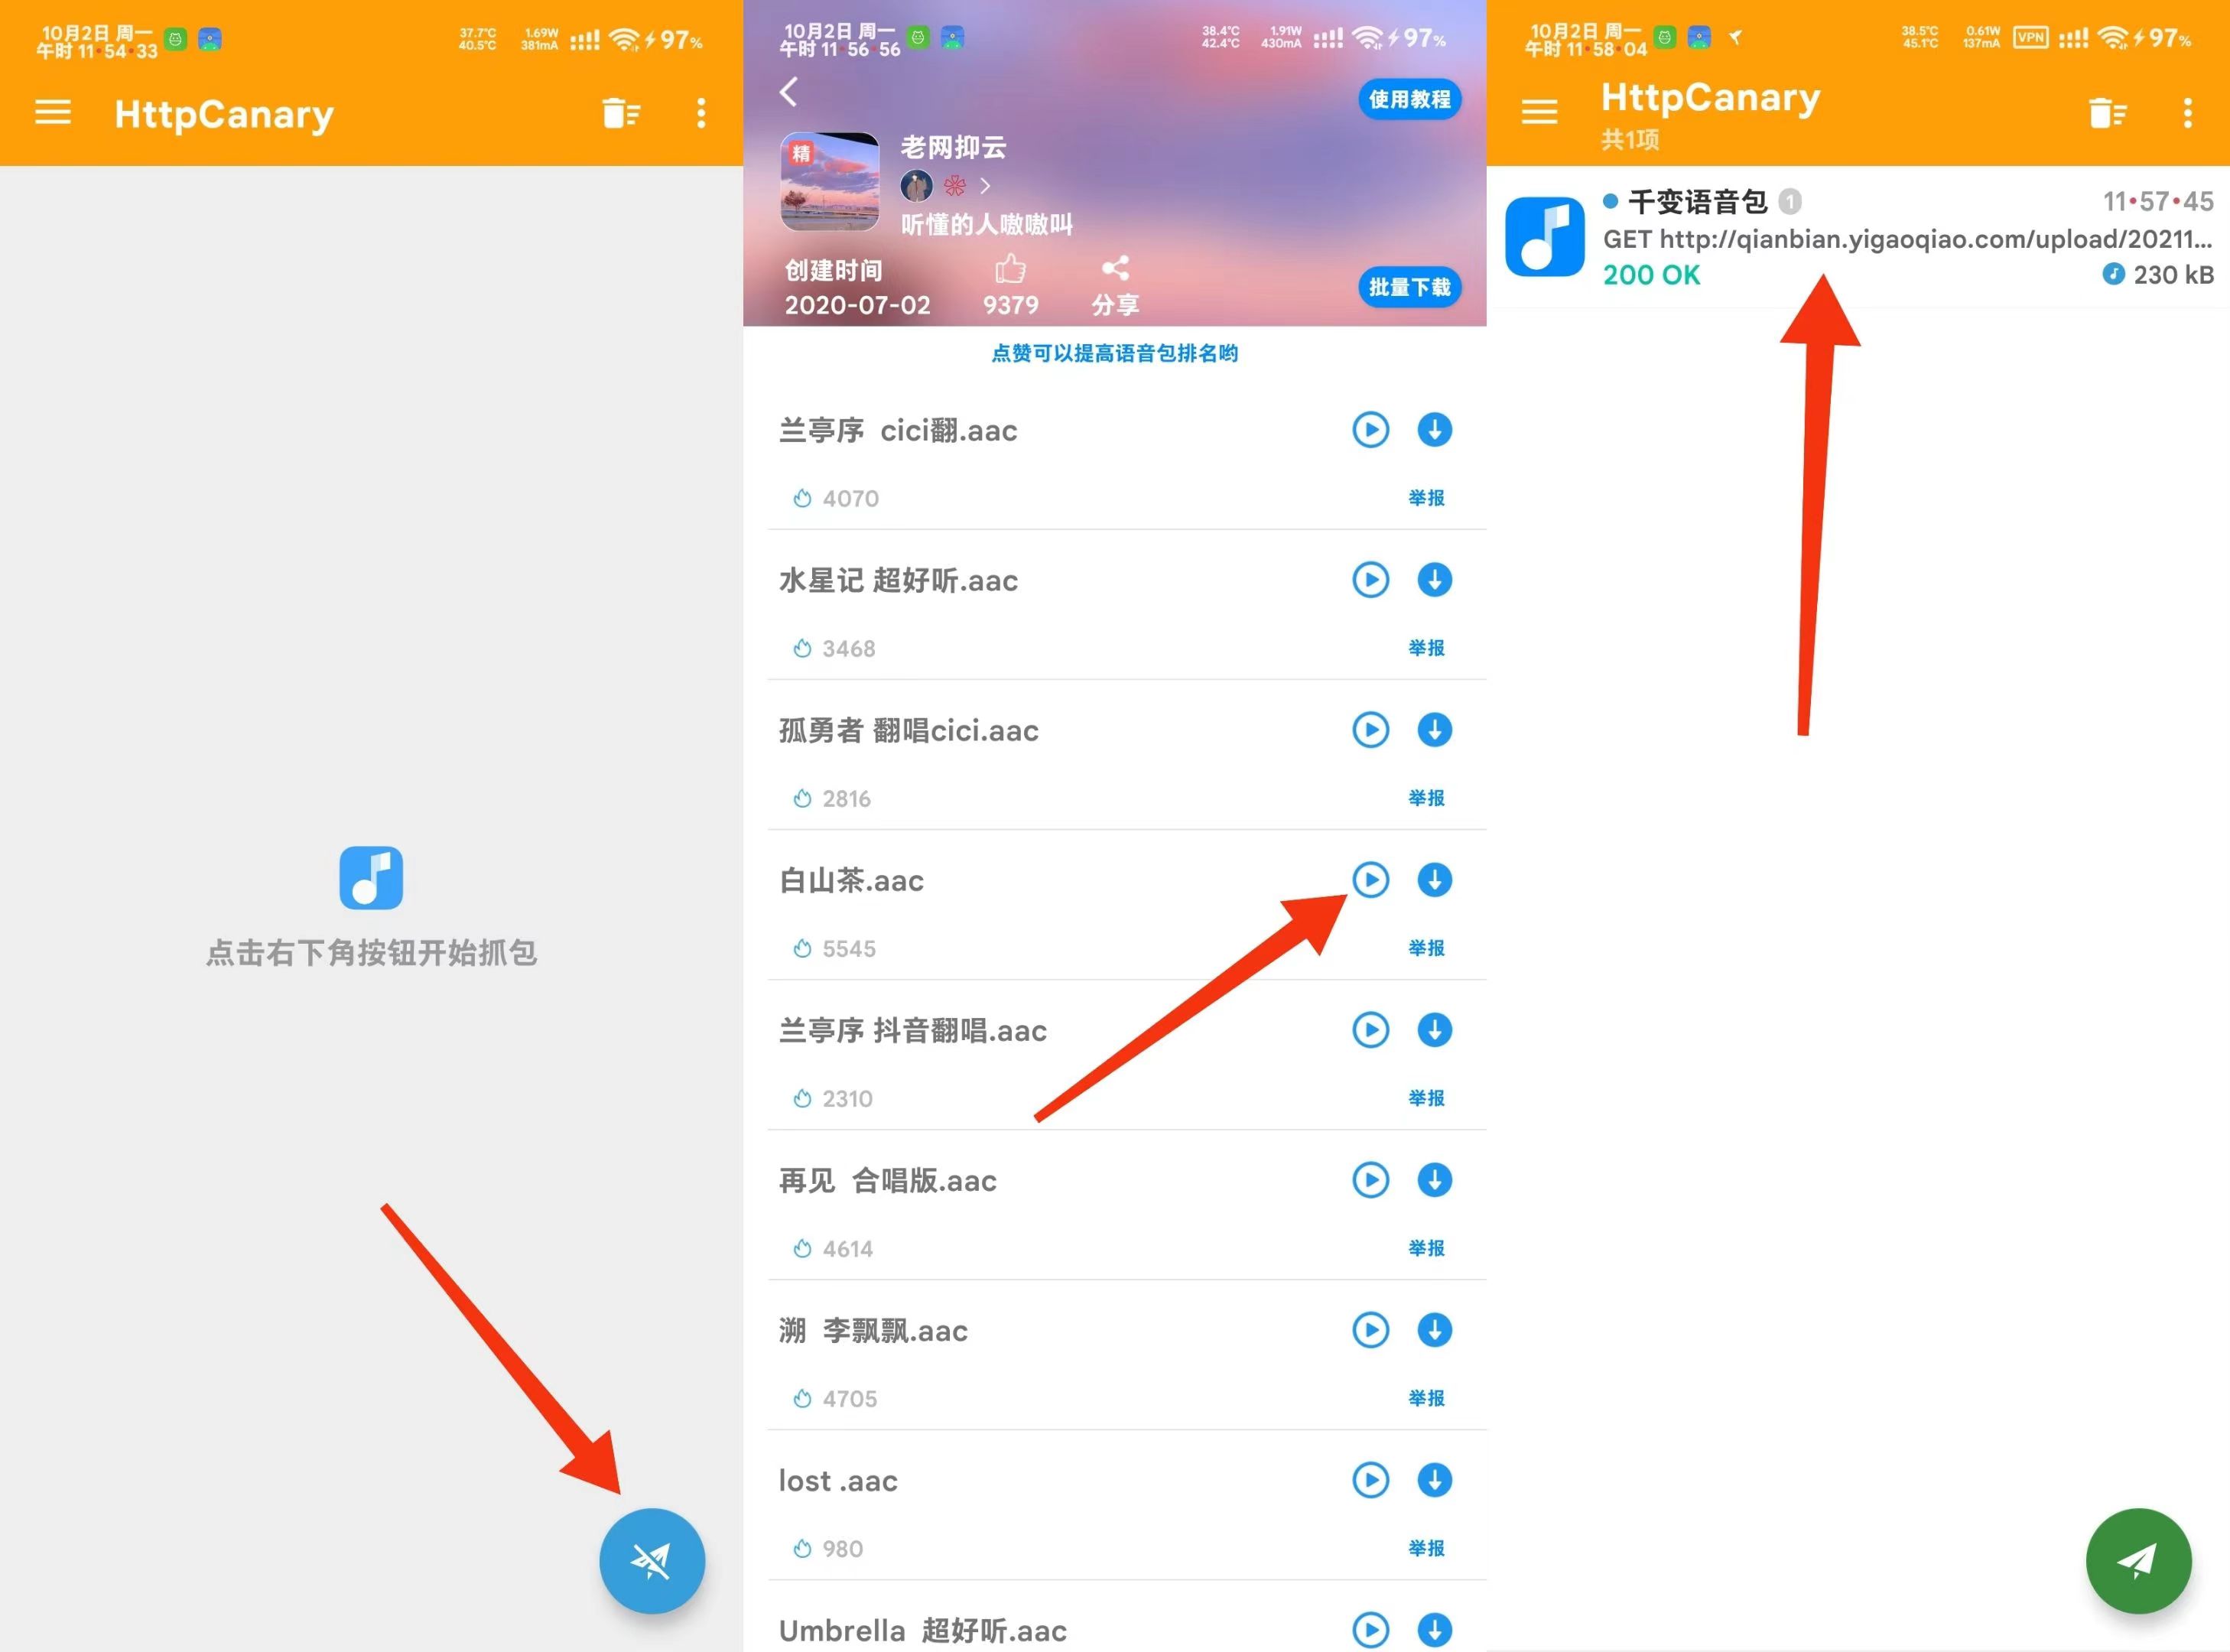 10月2日 周一
午时 11•54•33
37.7°C
40.5°C
1.69W
381mA
97%
HttpCanary
点击右下角按钮开始抓包
10月2日 周一
午时 11•56•56
38.4°C
42.4°C
1.91W
430mA
97%
使用教程
精
老网抑云
听懂的人嗷嗷叫
创建时间
2020-07-02
9379
分享
批量下载
点赞可以提高语音包排名哟
兰亭序 cici翻.aac
4070
举报
水星记 超好听.aac
3468
举报
孤勇者 翻唱cici.aac
2816
举报
白山茶.aac
5545
举报
兰亭序 抖音翻唱.aac
2310
举报
再见 合唱版.aac
4614
举报
溯 李飘飘.aac
4705
举报
lost .aac
980
举报
Umbrella 超好听.aac
10月2日 周一
午时 11•58•04
38.5°C
45.1°C
0.61W
137mA
VPN
97%
HttpCanary
共1项
千变语音包 1
11•57•45
GET http://qianbian.yigaoqiao.com/upload/20211...
200 OK
230 kB